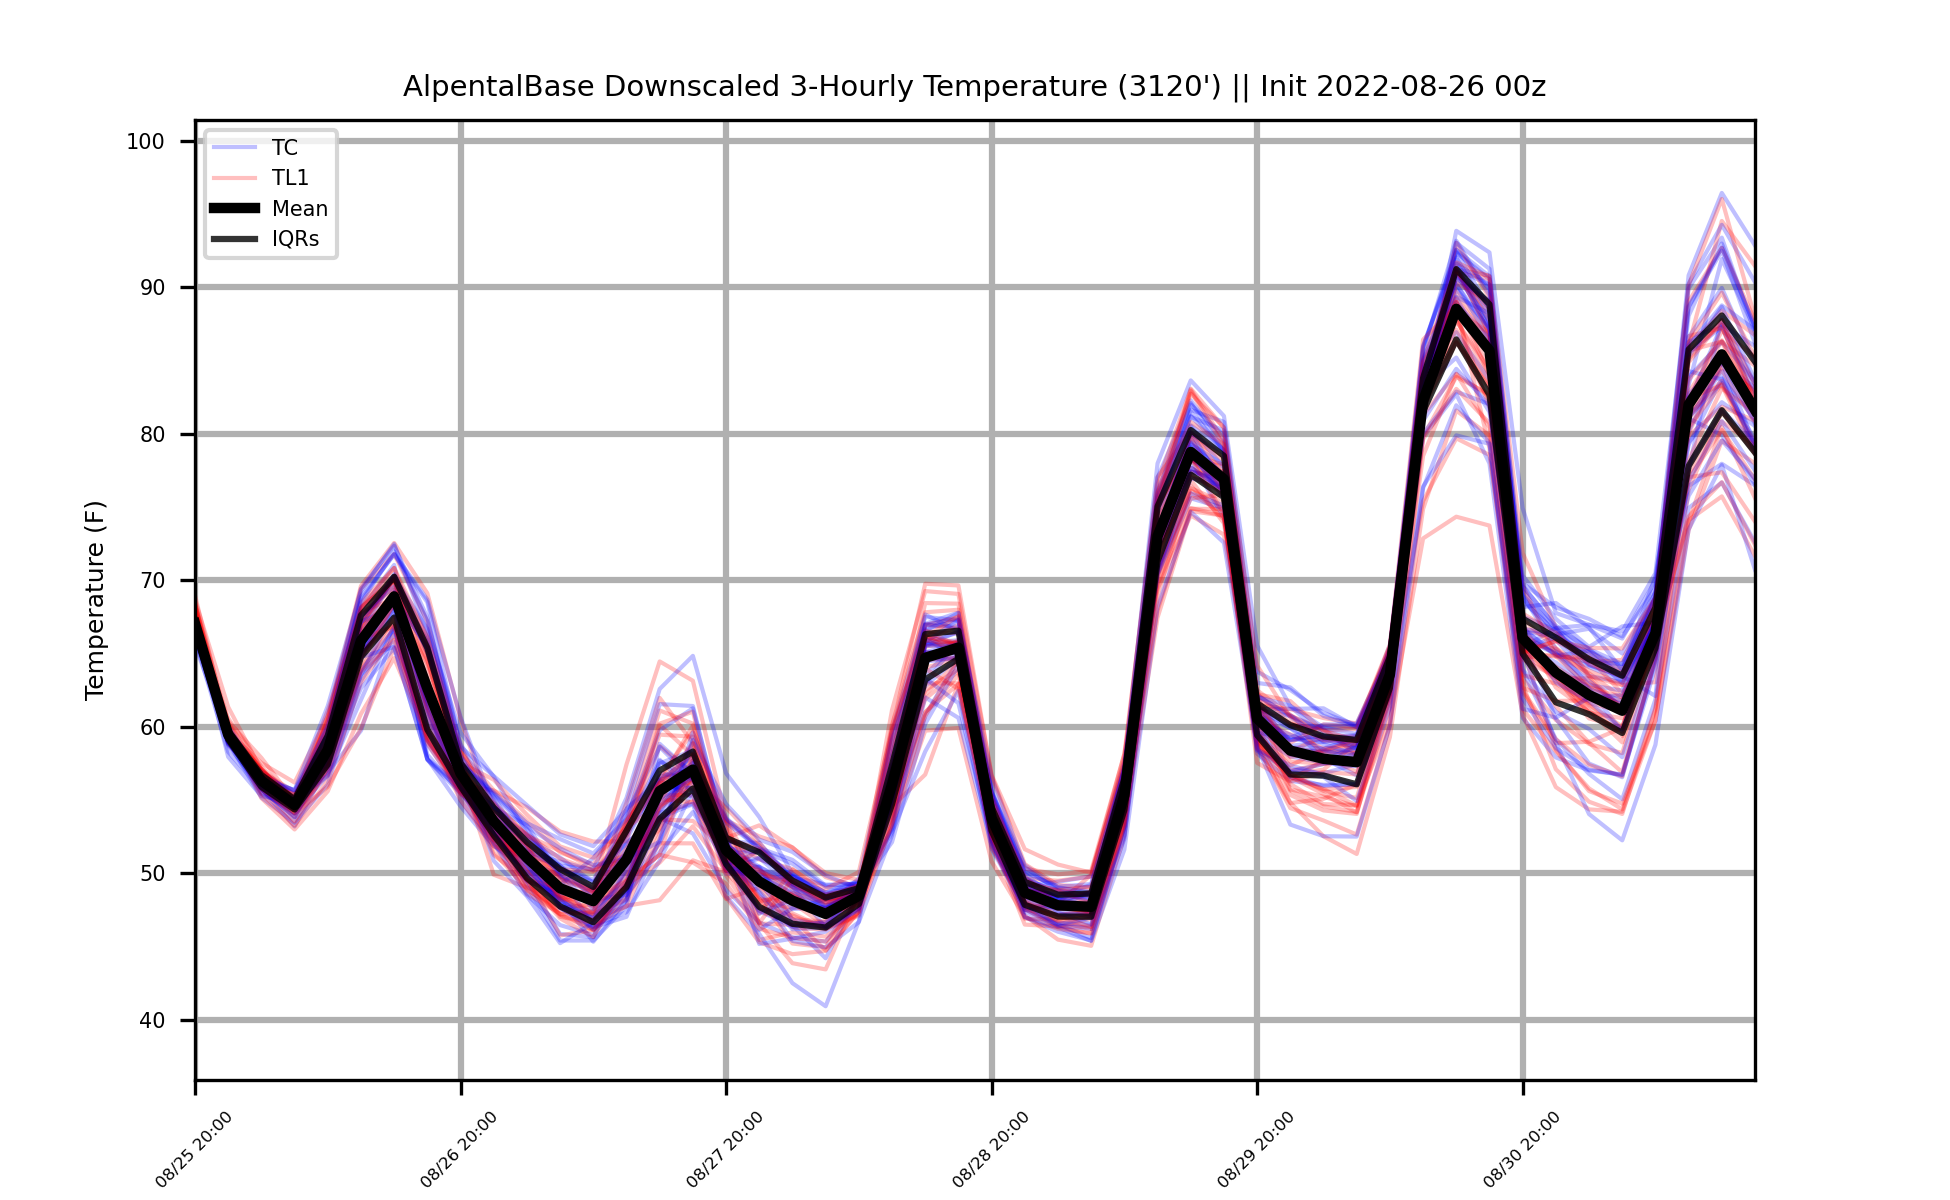 AlpentalBase Downscaled 3-Hourly Temperature (3120') || Init 2022-08-26 00z
TC
TL1
Mean
IQRs
Temperature (F)
100
90
80
70
60
50
40
08/25 20:00
08/26 20:00
08/27 20:00
08/28 20:00
08/29 20:00
08/30 20:00